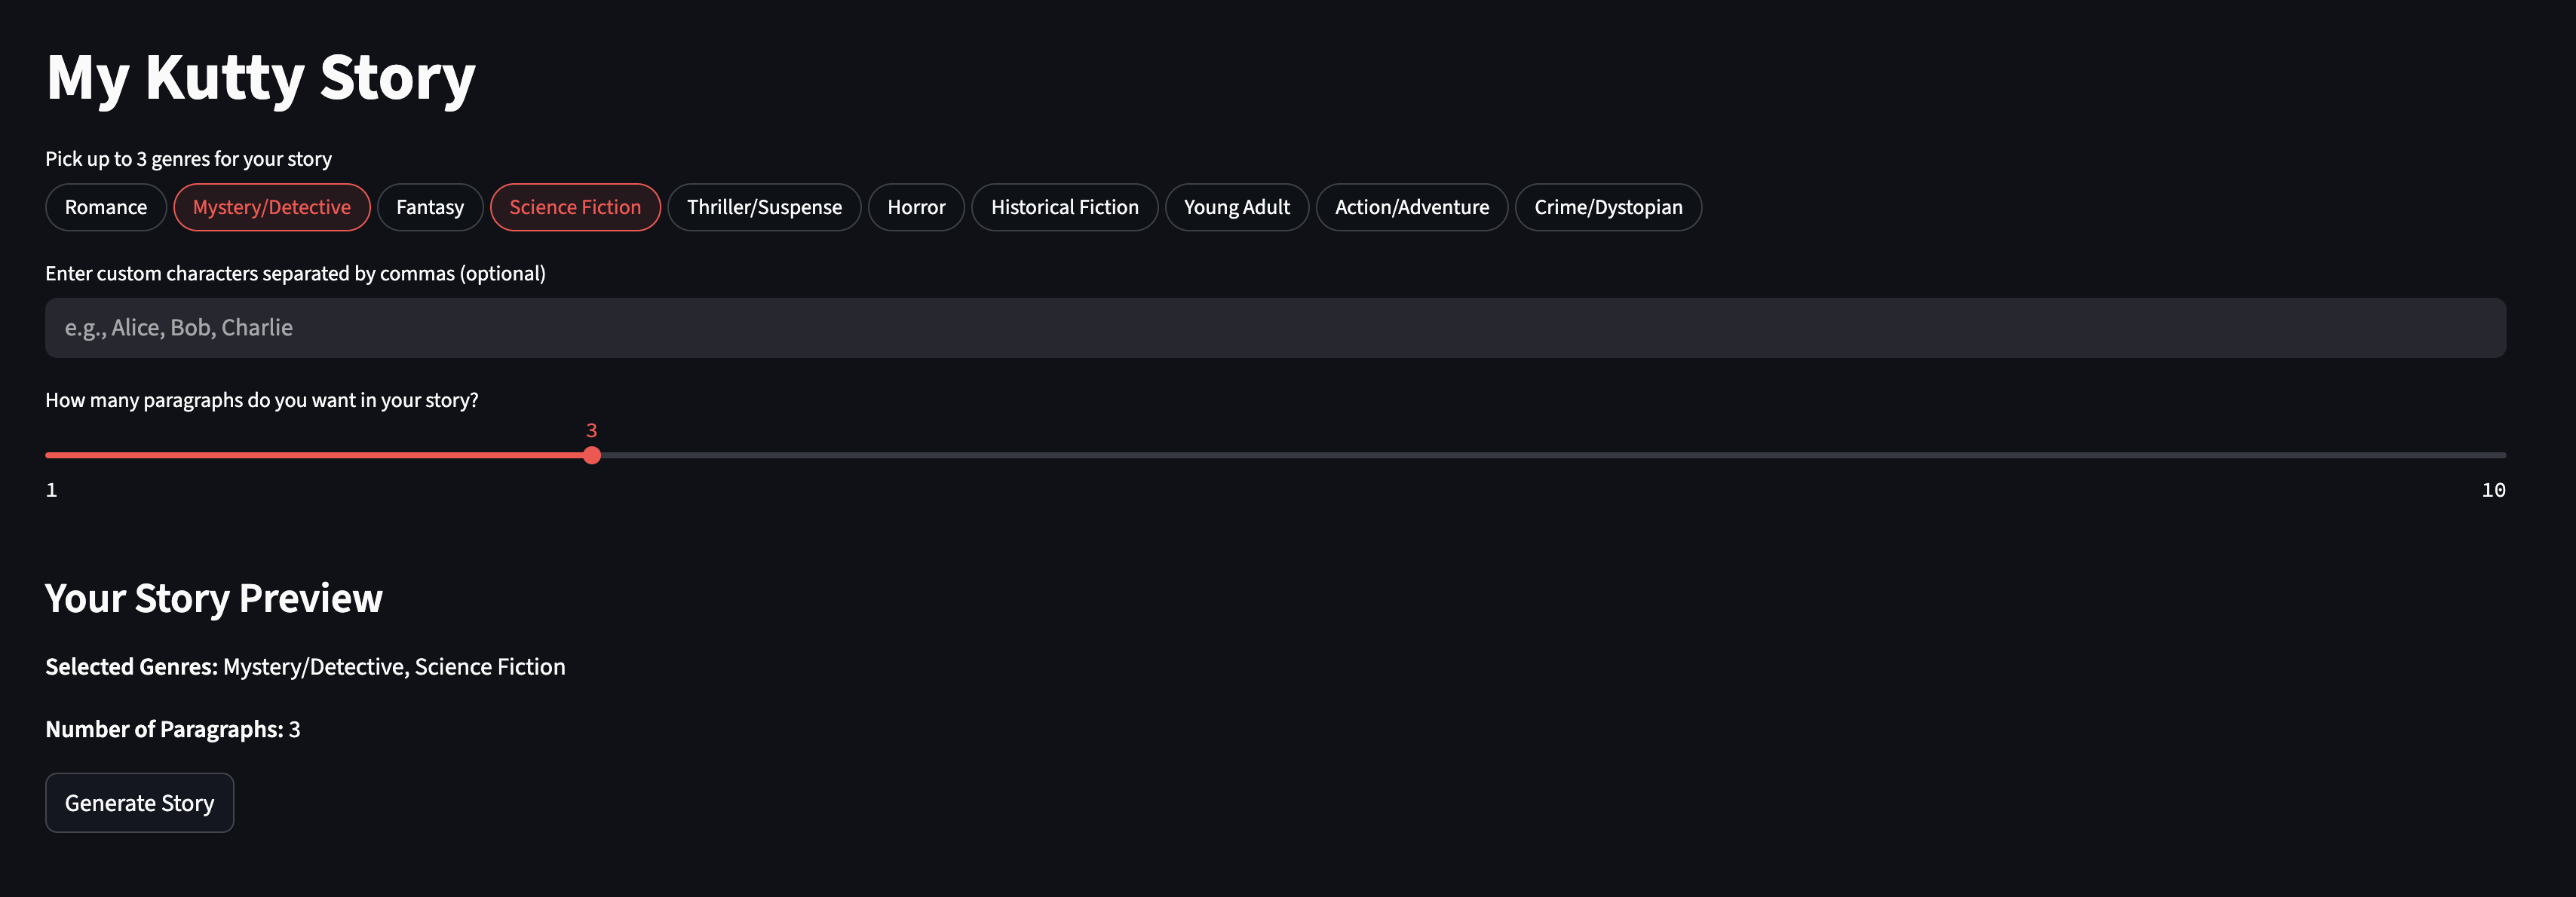 My Kutty Story
Pick up to 3 genres for your story
Romance Mystery/Detective Fantasy Science Fiction Thriller/Suspense Horror Historical Fiction Young Adult Action/Adventure Crime/Dystopian
Enter custom characters separated by commas (optional)
e.g., Alice, Bob, Charlie
How many paragraphs do you want in your story?
3
1 10
Your Story Preview
Selected Genres: Mystery/Detective, Science Fiction
Number of Paragraphs: 3
Generate Story